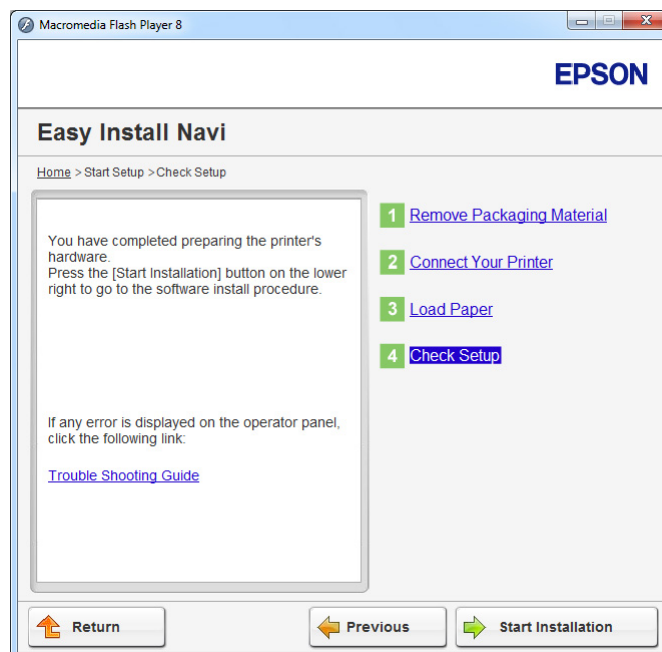 Macromedia Flash Player 8
EPSON
Easy Install Navi
Home > Start Setup >Check Setup
You have completed preparing the printer's
hardware.
Press the [Start Installation] button on the lower
right to go to the software install procedure.
If any error is displayed on the operator panel,
click the following link:
Trouble Shooting Guide
1 Remove Packaging Material
2 Connect Your Printer
3 Load Paper
4 Check Setup
Return
Previous
Start Installation